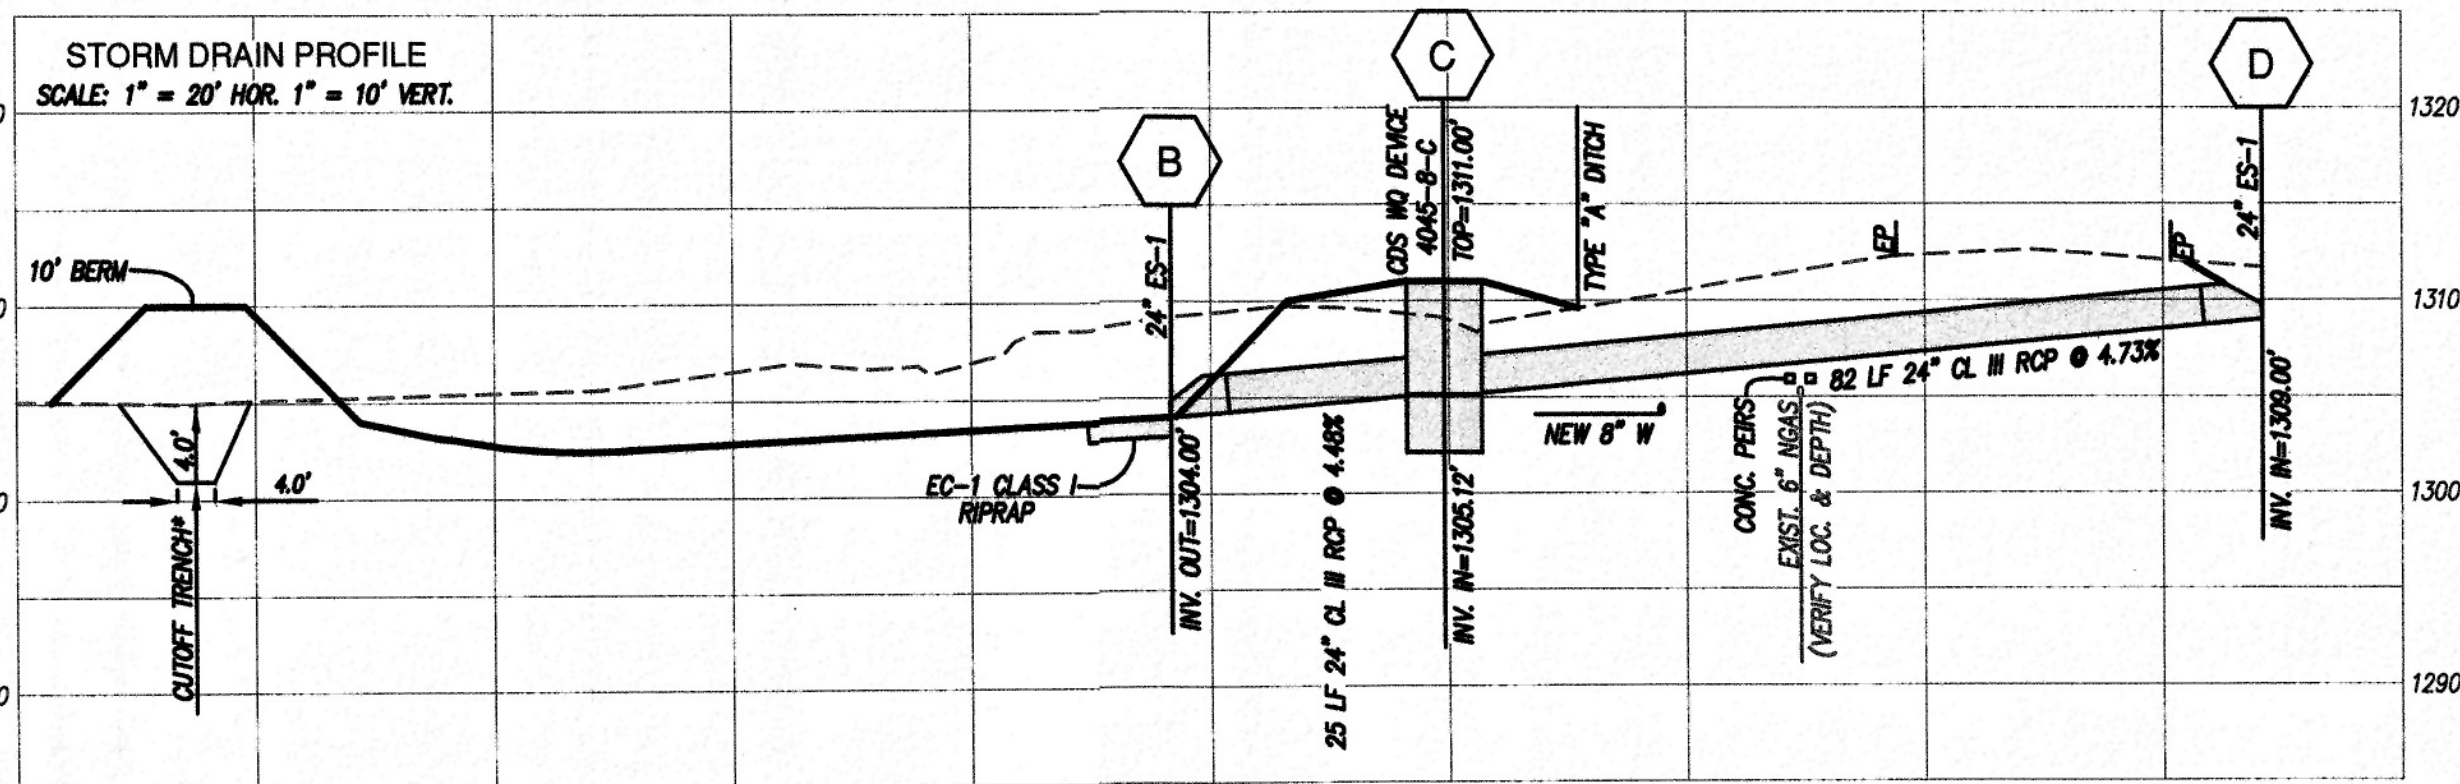 STORM DRAIN PROFILE
SCALE: 1" = 20' HOR. 1" = 10' VERT.
10' BERM
4.0'
4.0'
CUTOFF TRENCH*
EC-1 CLASS I
RIPRAP
B
24" ES-1
INV. OUT=1304.00'
25 LF 24" CL III RCP @ 4.48%
C
CDS WQ DEVICE
4045-8-C
TOP=1311.00'
INV. IN=1305.12'
TYPE "A" DITCH
NEW 8" W
CONC. PEIRS
EXIST. 6" NGAS
(VERIFY LOC. & DEPTH)
82 LF 24" CL III RCP @ 4.73%
EP
EP
D
24" ES-1
INV. IN=1309.00'
1320
1310
1300
1290
0
0
0
0